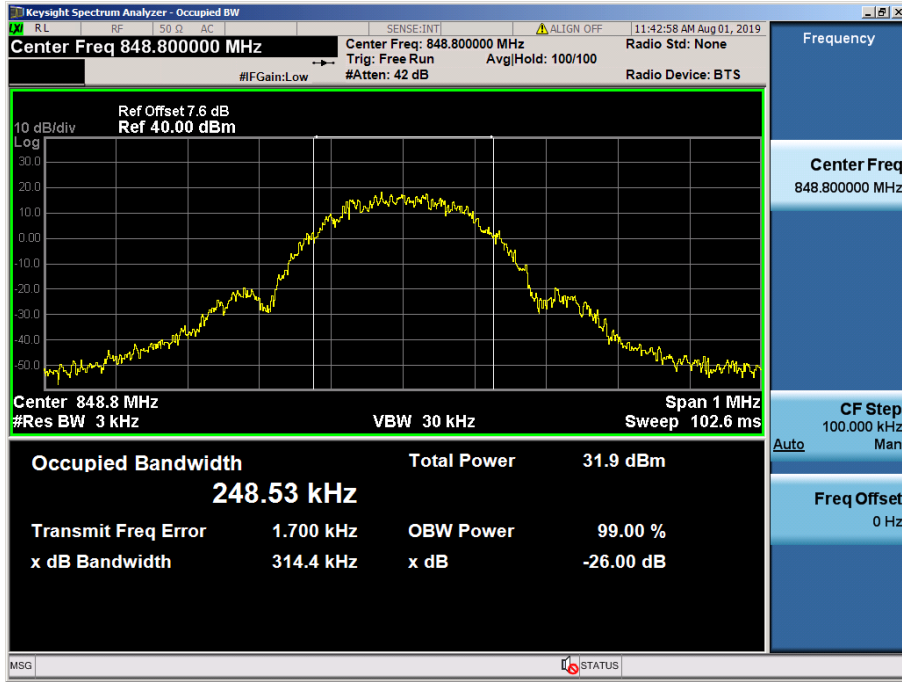 Keysight Spectrum Analyzer - Occupied BW
LXI RL RF 50 Ω AC SENSE:INT ALIGN OFF 11:42:58 AM Aug 01, 2019
Center Freq 848.800000 MHz
Center Freq: 848.800000 MHz
Radio Std: None
Trig: Free Run Avg|Hold: 100/100
#IFGain:Low
#Atten: 42 dB
Radio Device: BTS
Frequency
Ref Offset 7.6 dB
10 dB/div Ref 40.00 dBm
Log
30.0
20.0
10.0
0.00
-10.0
-20.0
-30.0
-40.0
-50.0
Center 848.8 MHz Span 1 MHz
#Res BW 3 kHz VBW 30 kHz Sweep 102.6 ms
Occupied Bandwidth Total Power 31.9 dBm
248.53 kHz
Transmit Freq Error 1.700 kHz OBW Power 99.00 %
x dB Bandwidth 314.4 kHz x dB -26.00 dB
Center Freq
848.800000 MHz
CF Step
100.000 kHz
Auto Man
Freq Offset
0 Hz
MSG STATUS